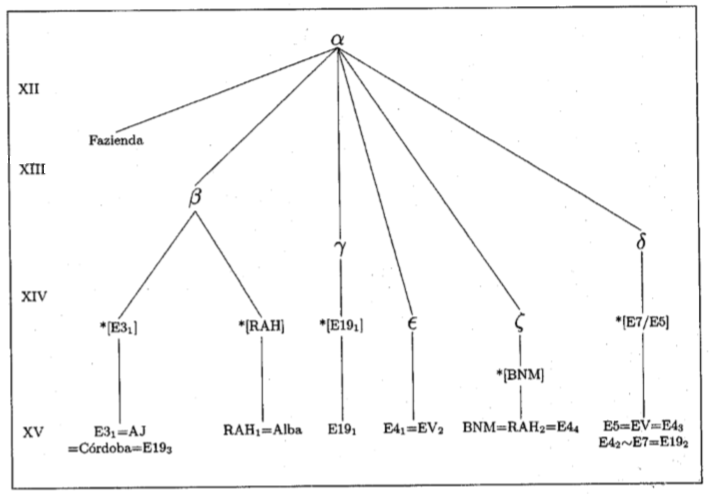 α
XII
Fazienda
XIII
β
γ
δ
XIV
*[E3₁]
*[RAH]
*[E19₁]
ϵ
ζ
*[E7/E5]
*[BNM]
XV
E3₁=AJ
=Córdoba=E19₃
RAH₁=Alba
E19₁
E4₁=EV₂
BNM=RAH₂=E4₄
E5=EV=E4₃
E4₂~E7=E19₂